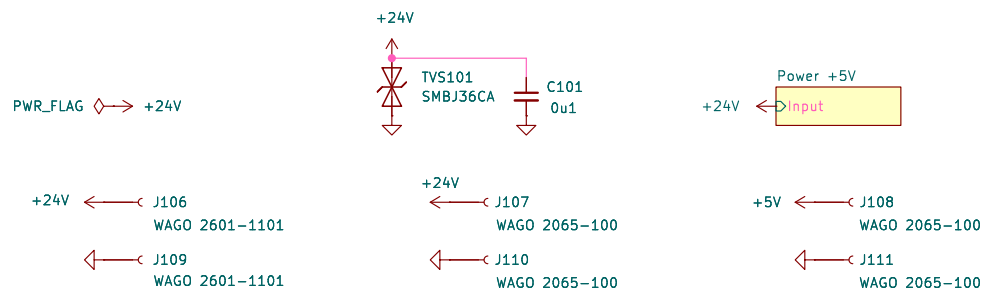 +24V
TVS101
SMBJ36CA
C101
0u1
PWR_FLAG
+24V
Power +5V
+24V
Input
+24V
J106
WAGO 2601-1101
+24V
J107
WAGO 2065-100
+5V
J108
WAGO 2065-100
J109
WAGO 2601-1101
J110
WAGO 2065-100
J111
WAGO 2065-100